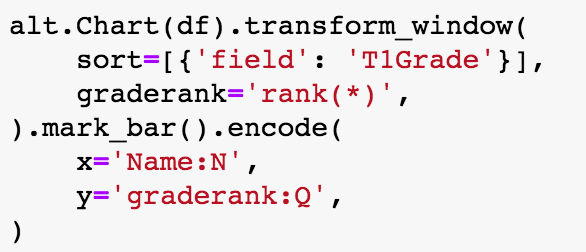 alt.Chart(df).transform_window(
    sort=[{'field': 'T1Grade'}],
    graderank='rank(*)',
).mark_bar().encode(
    x='Name:N',
    y='graderank:Q',
)